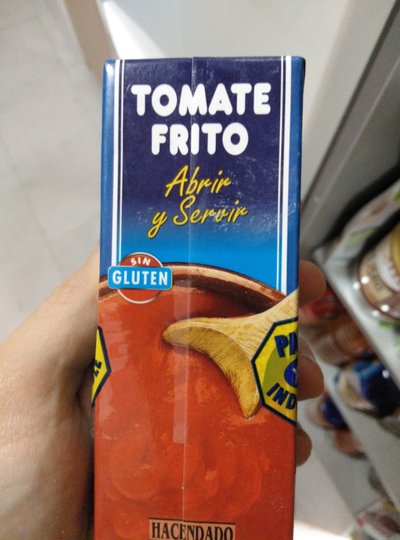 TOMATE
FRITO
Abrir
y Servir
SIN
GLUTEN
HACENDADO